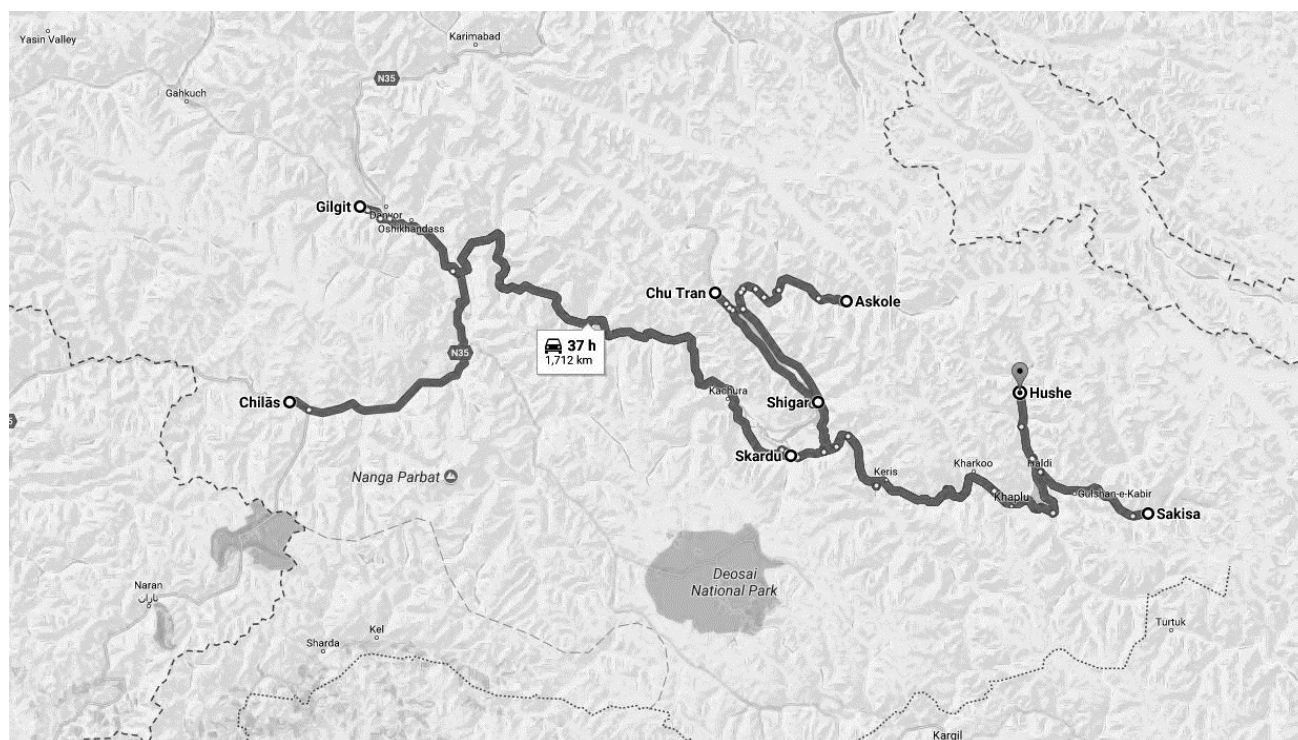 Yasin Valley
Karimabad
N35
Gahkuch
Gilgit
Danyor
Oshikhandass
Chu Tran
Askole
37 h
1,712 km
N35
Hushe
Kachura
Chilās
Shigar
Skardu
Haldi
Kharkoo
Keris
Nanga Parbat
Khaplu
Gulshan-e-Kabir
Sakisa
Deosai
National Park
Naran
ناران
Turtuk
Kel
Sharda
Kargil